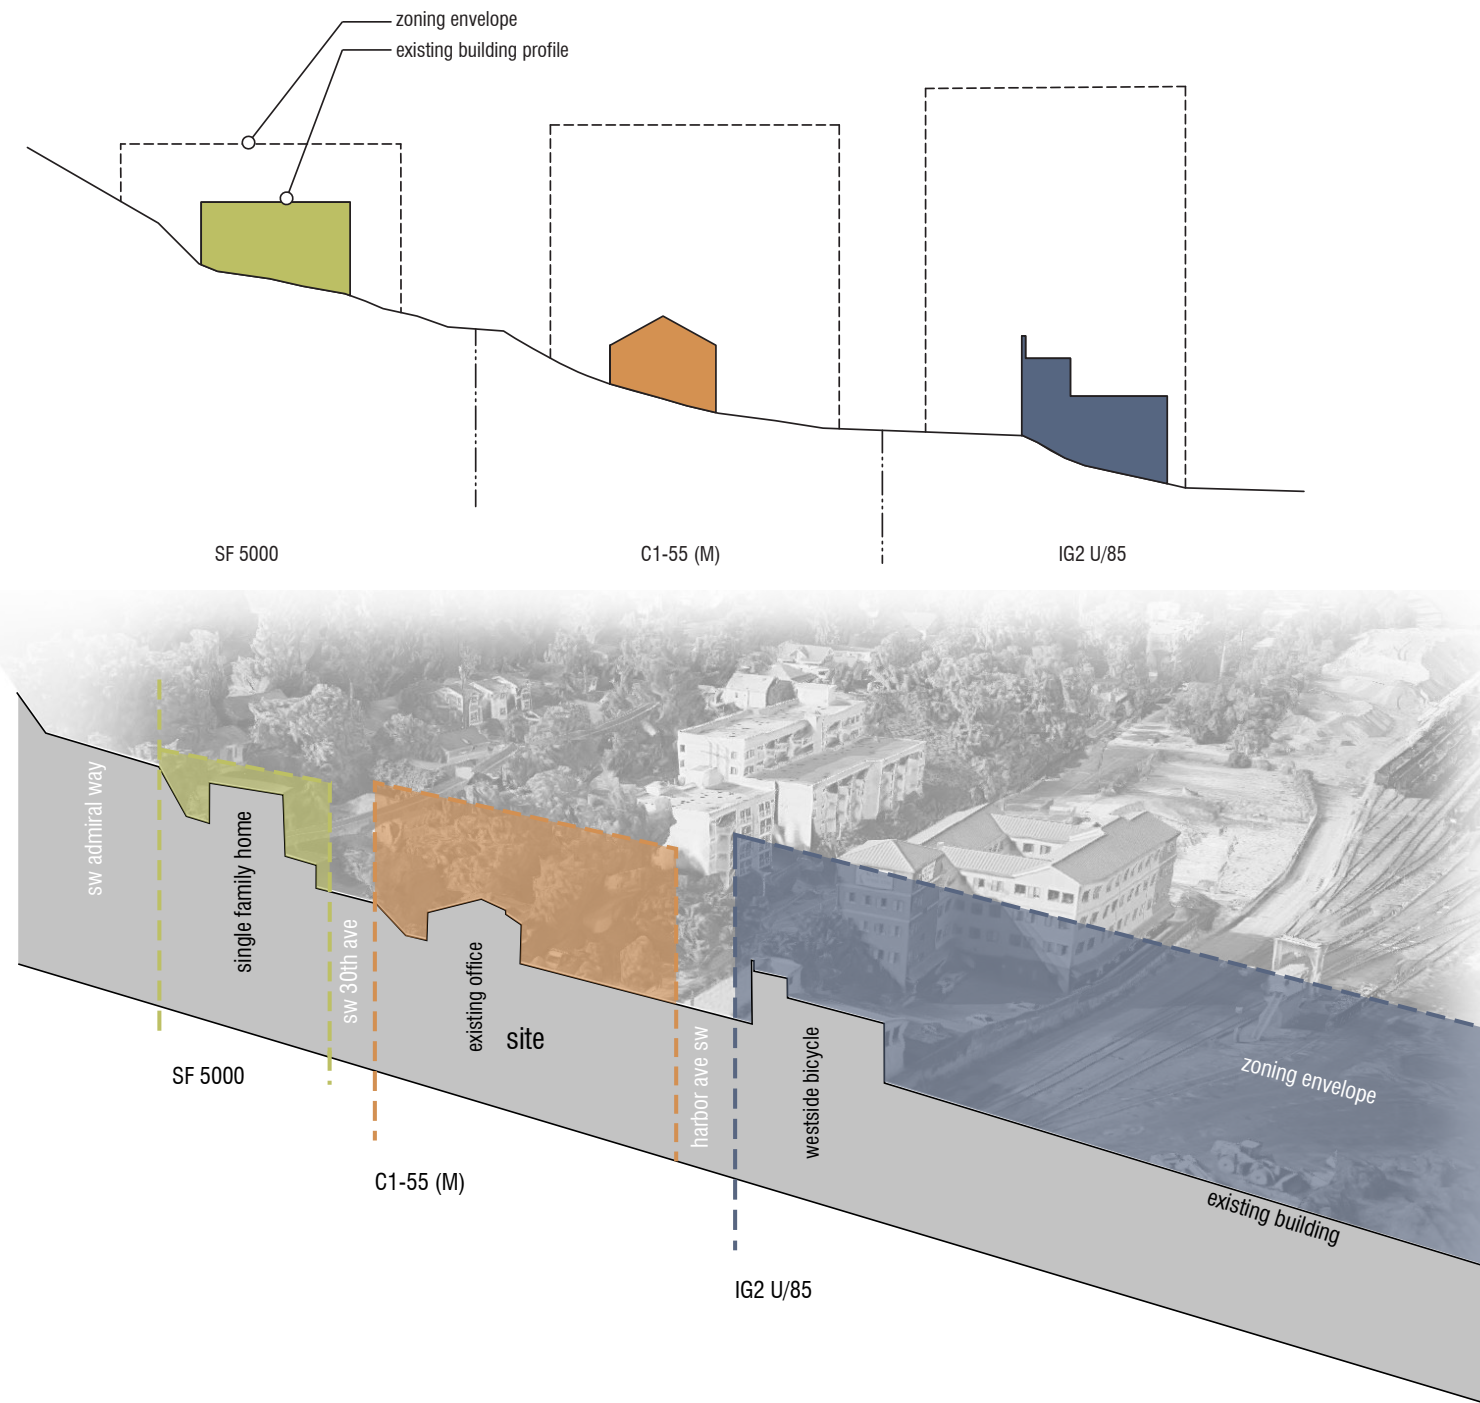 zoning envelope
existing building profile
SF 5000
C1-55 (M)
IG2 U/85
sw admiral way
single family home
sw 30th ave
existing office
site
harbor ave sw
westside bicycle
zoning envelope
existing building
SF 5000
C1-55 (M)
IG2 U/85